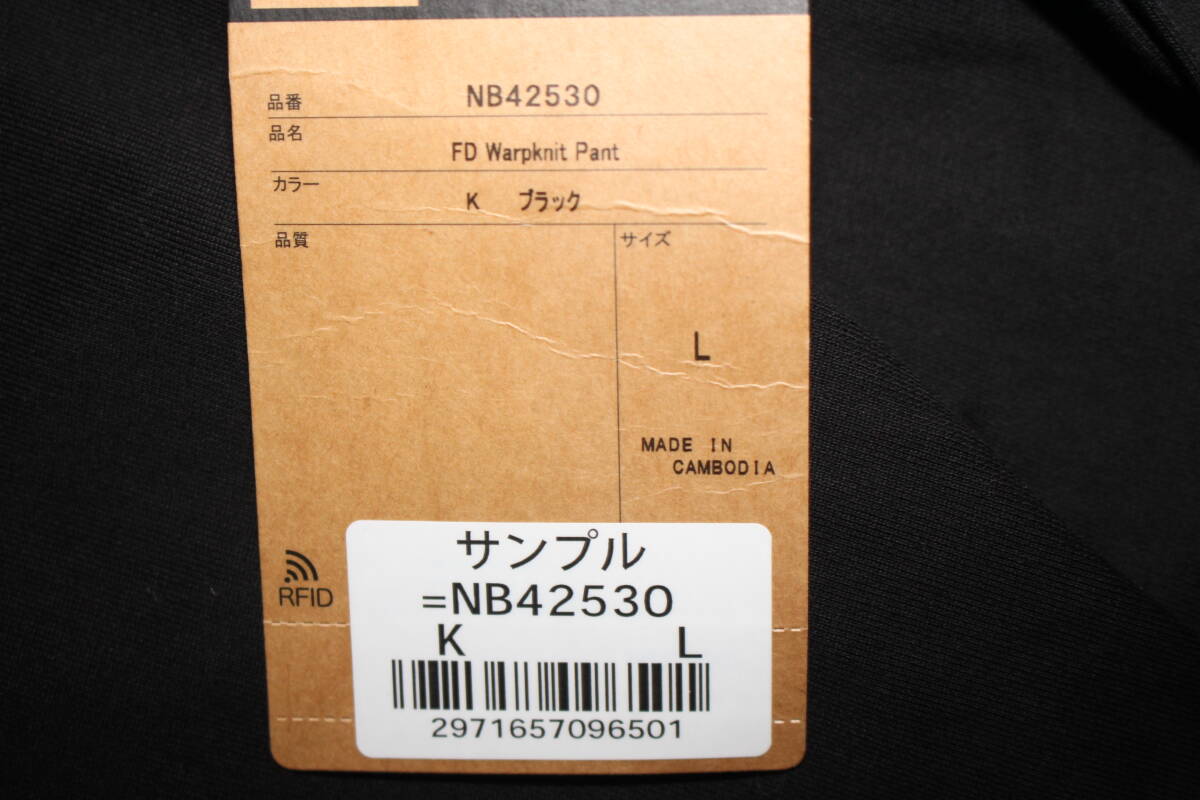 品番 NB42530
品名
FD Warpknit Pant
カラー
K ブラック
品質
サイズ
L
MADE IN
CAMBODIA
RFID
サンプル
=NB42530
K L
2971657096501